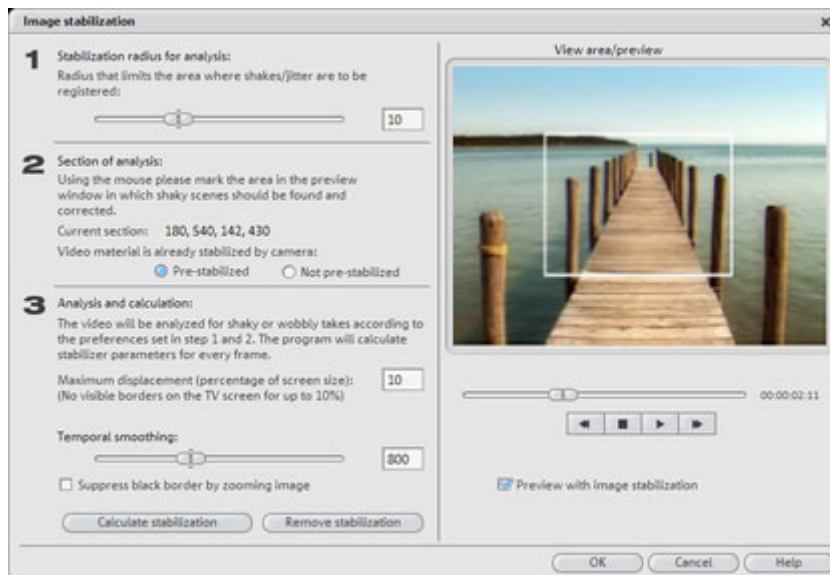 Image stabilization
1
Stabilization radius for analysis:
Radius that limits the area where shakes/jitter are to be
registered:
10
2
Section of analysis:
Using the mouse please mark the area in the preview
window in which shaky scenes should be found and
corrected.
Current section: 180, 540, 142, 430
Video material is already stabilized by camera:
Pre-stabilized Not pre-stabilized
3
Analysis and calculation:
The video will be analyzed for shaky or wobbly takes according to
the preferences set in step 1 and 2. The program will calculate
stabilizer parameters for every frame.
Maximum displacement (percentage of screen size): 10
(No visible borders on the TV screen for up to 10%)
Temporal smoothing:
800
Suppress black border by zooming image
Calculate stabilization Remove stabilization
View area/preview
00:00:02:11
Preview with image stabilization
OK Cancel Help